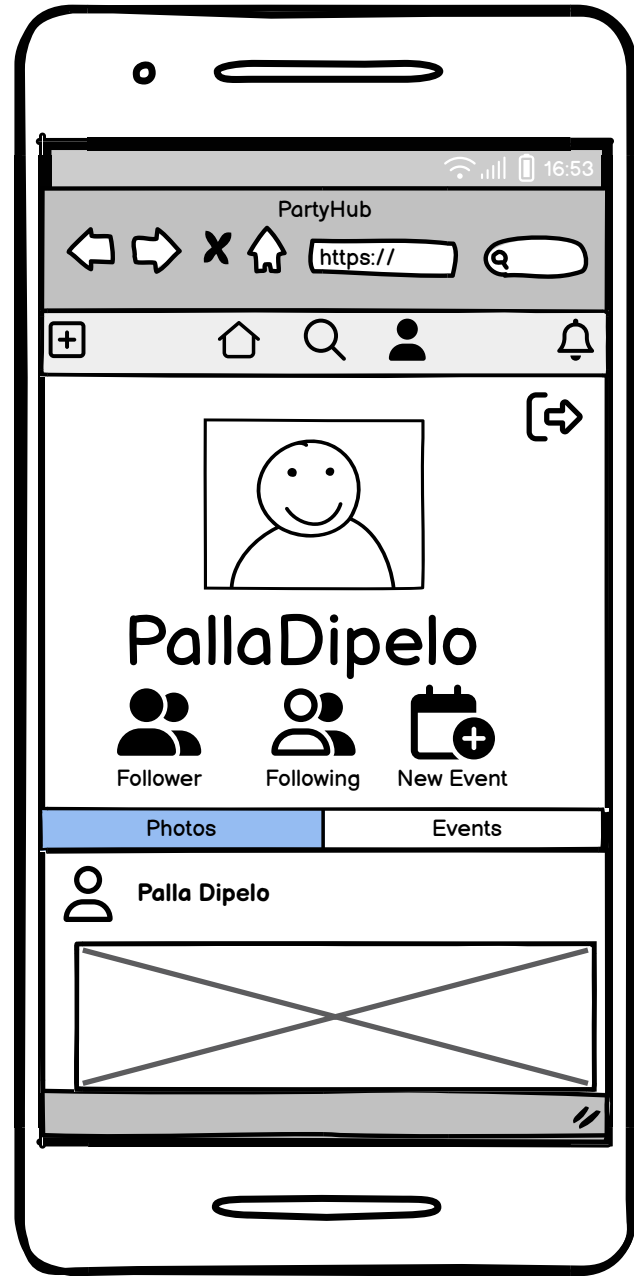 16:53
PartyHub
https://
PallaDipelo
Follower Following New Event
Photos Events
Palla Dipelo